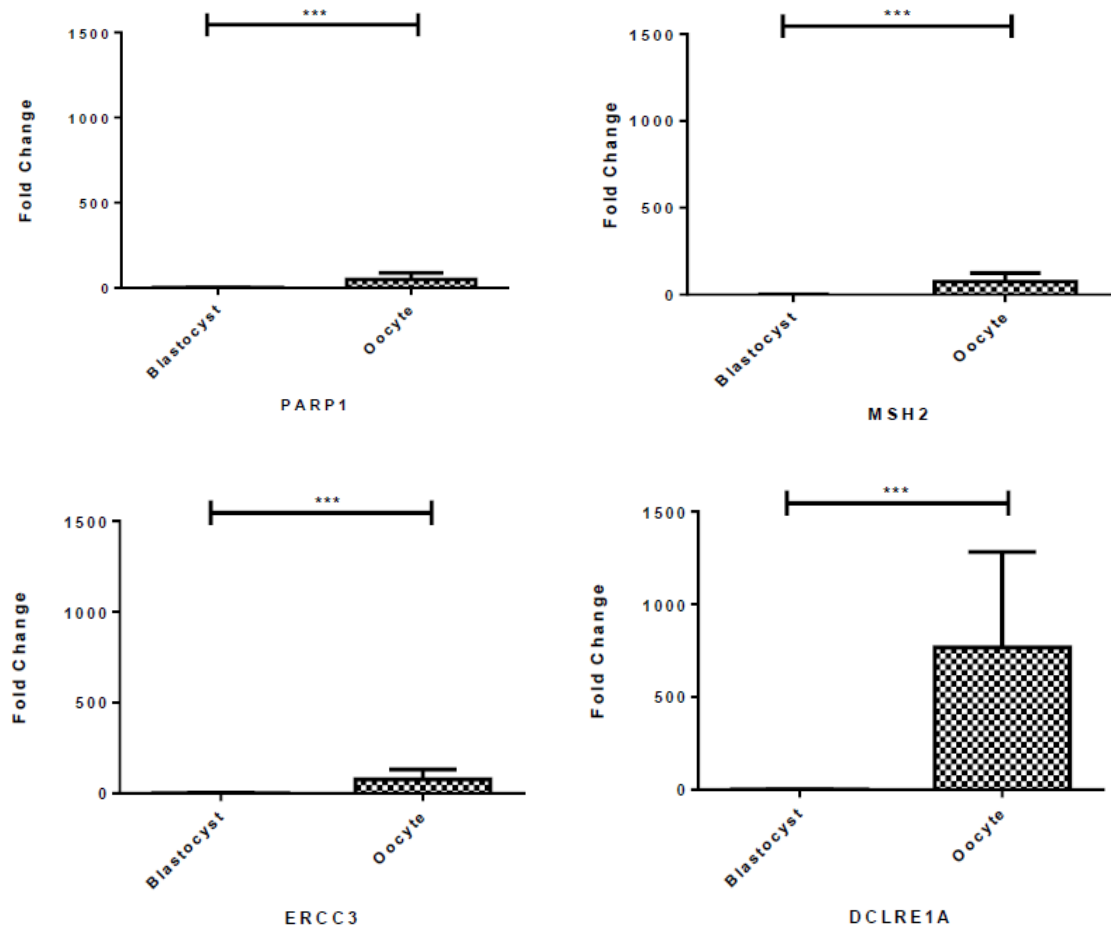 ***
1500
1000
500
0
Fold Change
Blastocyst
Oocyte
PARP1
***
1500
1000
500
0
Fold Change
Blastocyst
Oocyte
MSH2
***
1500
1000
500
0
Fold Change
Blastocyst
Oocyte
ERCC3
***
1500
1000
500
0
Fold Change
Blastocyst
Oocyte
DCLRE1A